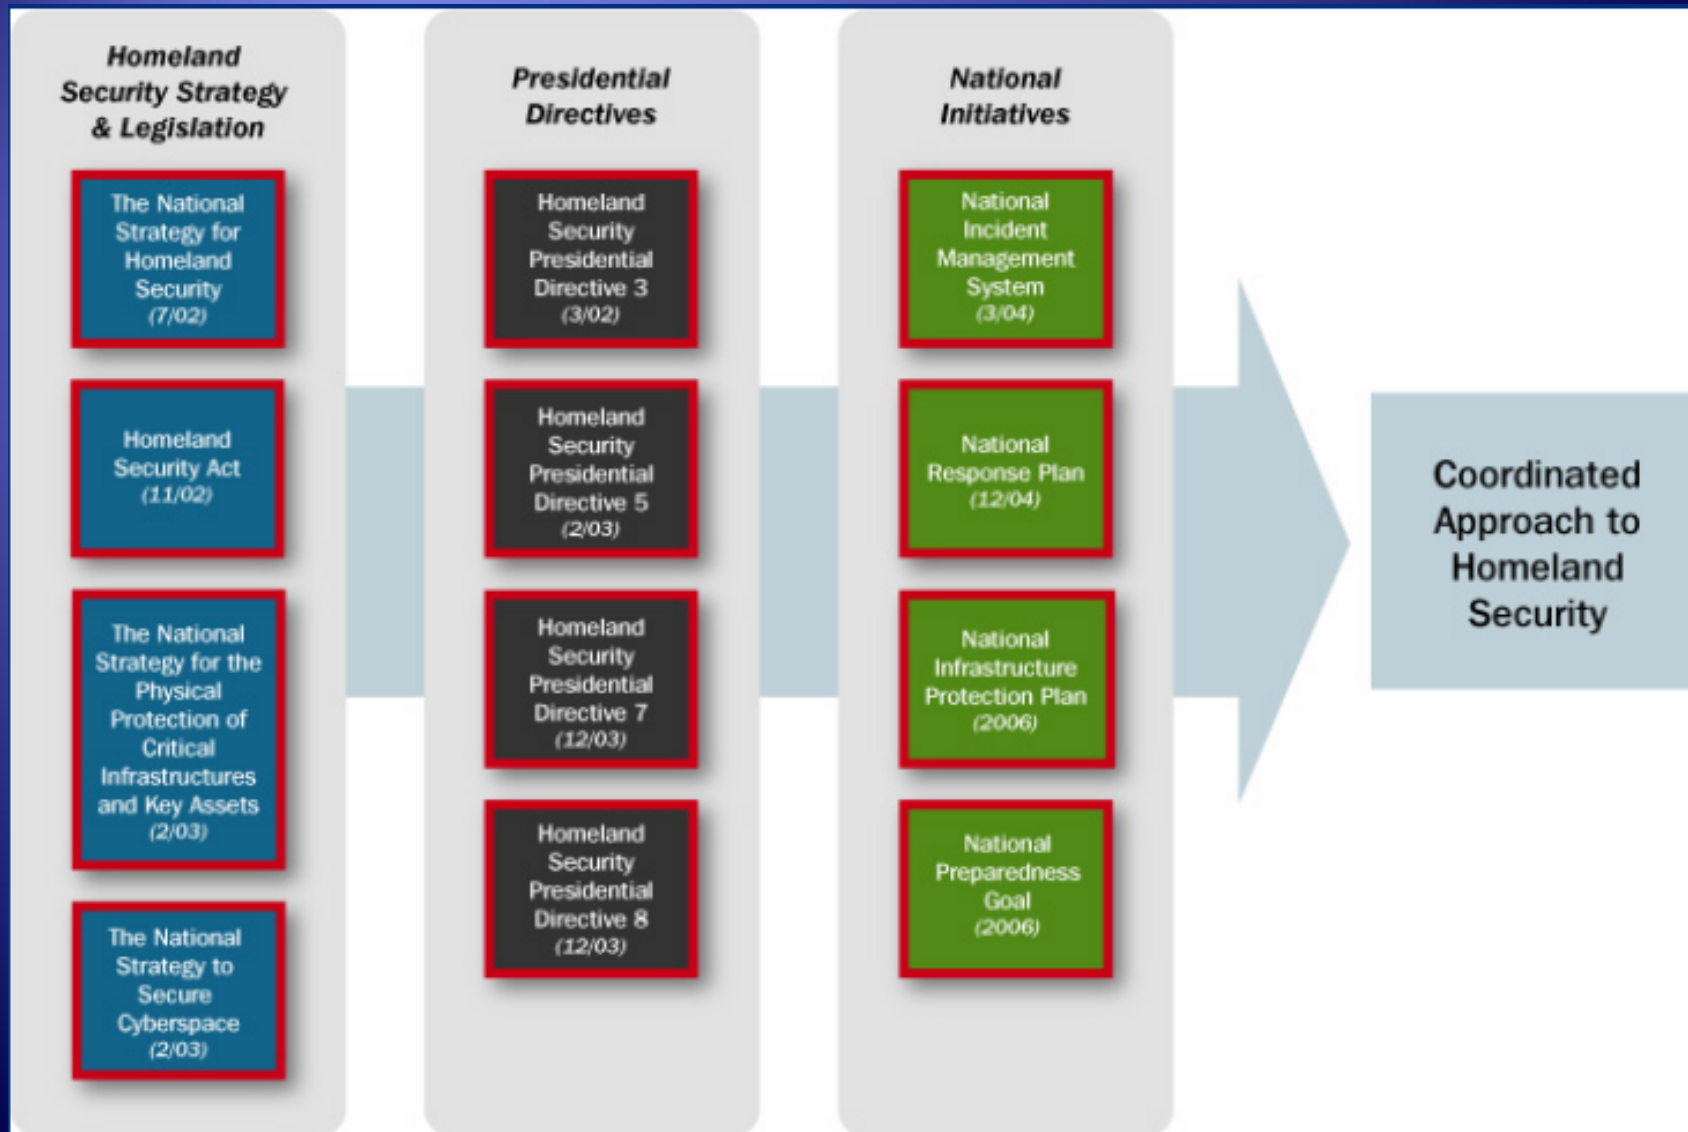 Homeland
Security Strategy
& Legislation
The National
Strategy for
Homeland
Security
(7/02)
Homeland
Security Act
(11/02)
The National
Strategy for the
Physical
Protection of
Critical
Infrastructures
and Key Assets
(2/03)
The National
Strategy to
Secure
Cyberspace
(2/03)
Presidential
Directives
Homeland
Security
Presidential
Directive 3
(3/02)
Homeland
Security
Presidential
Directive 5
(2/03)
Homeland
Security
Presidential
Directive 7
(12/03)
Homeland
Security
Presidential
Directive 8
(12/03)
National
Initiatives
National
Incident
Management
System
(3/04)
National
Response Plan
(12/04)
National
Infrastructure
Protection Plan
(2006)
National
Preparedness
Goal
(2006)
Coordinated
Approach to
Homeland
Security